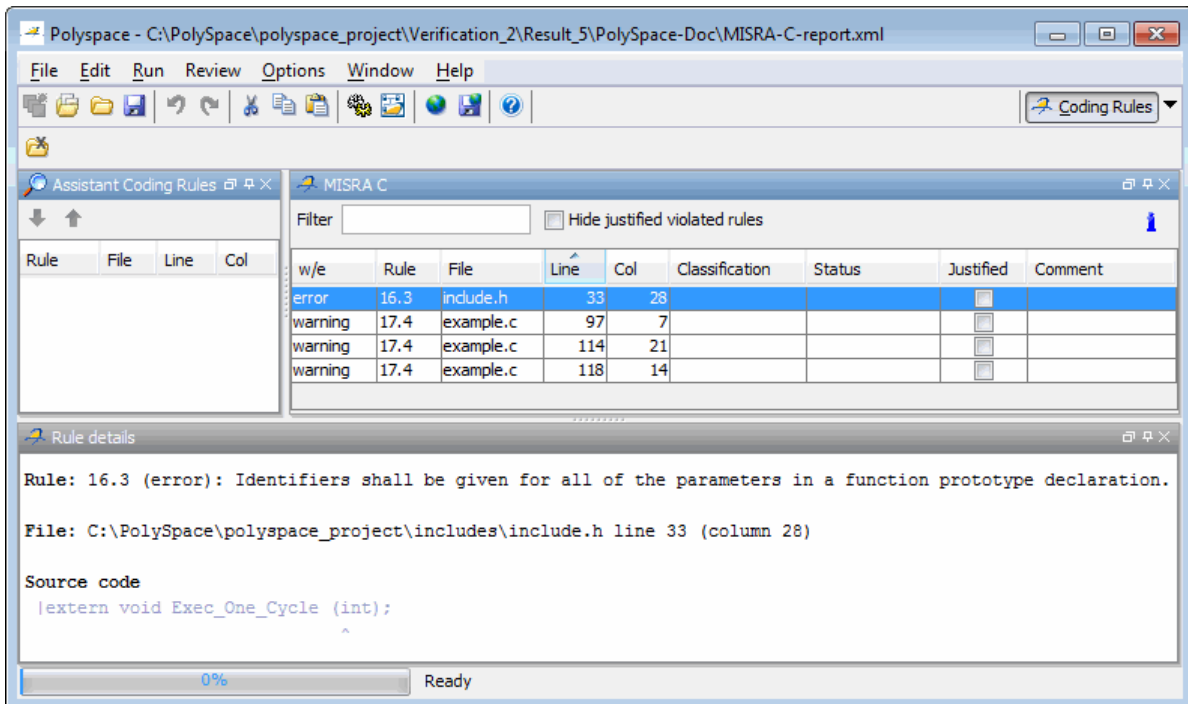 Polyspace - C:\PolySpace\polyspace_project\Verification_2\Result_5\PolySpace-Doc\MISRA-C-report.xml
File Edit Run Review Options Window Help
Coding Rules
Assistant Coding Rules
MISRA C
Filter Hide justified violated rules
Rule File Line Col
w/e Rule File Line Col Classification Status Justified Comment
error 16.3 include.h 33 28
warning 17.4 example.c 97 7
warning 17.4 example.c 114 21
warning 17.4 example.c 118 14
Rule details
Rule: 16.3 (error): Identifiers shall be given for all of the parameters in a function prototype declaration.
File: C:\PolySpace\polyspace_project\includes\include.h line 33 (column 28)
Source code
|extern void Exec_One_Cycle (int);
^
0% Ready